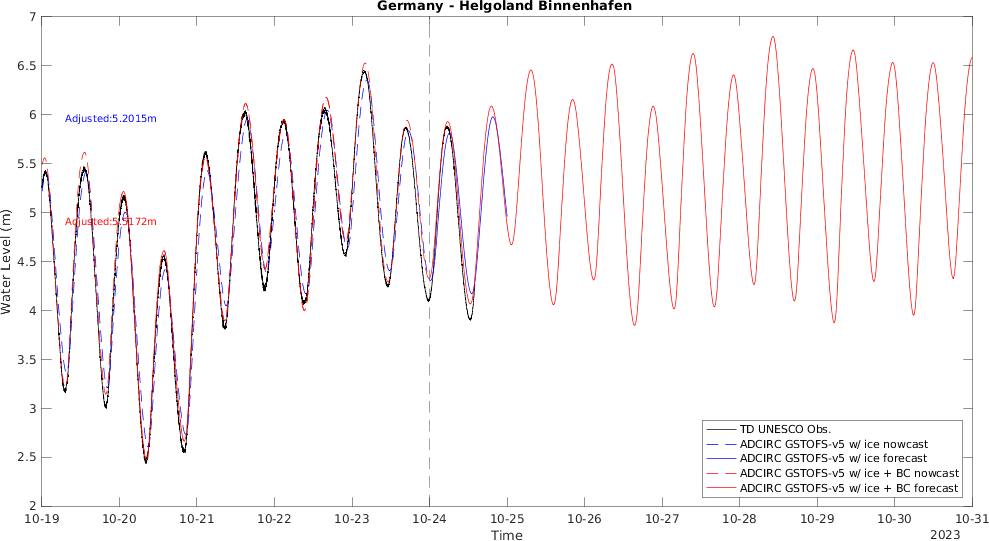 Germany - Helgoland Binnenhafen
7
6.5
6
5.5
5
4.5
4
3.5
3
2.5
2
Water Level (m)
Adjusted:5.2015m
TD UNESCO Obs.
ADCIRC GSTOFS-v5 w/ ice nowcast
ADCIRC GSTOFS-v5 w/ ice forecast
ADCIRC GSTOFS-v5 w/ ice + BC nowcast
ADCIRC GSTOFS-v5 w/ ice + BC forecast
10-19
10-20
10-21
10-22
10-23
10-24
10-25
10-26
10-27
10-28
10-29
10-30
10-31
Time
2023